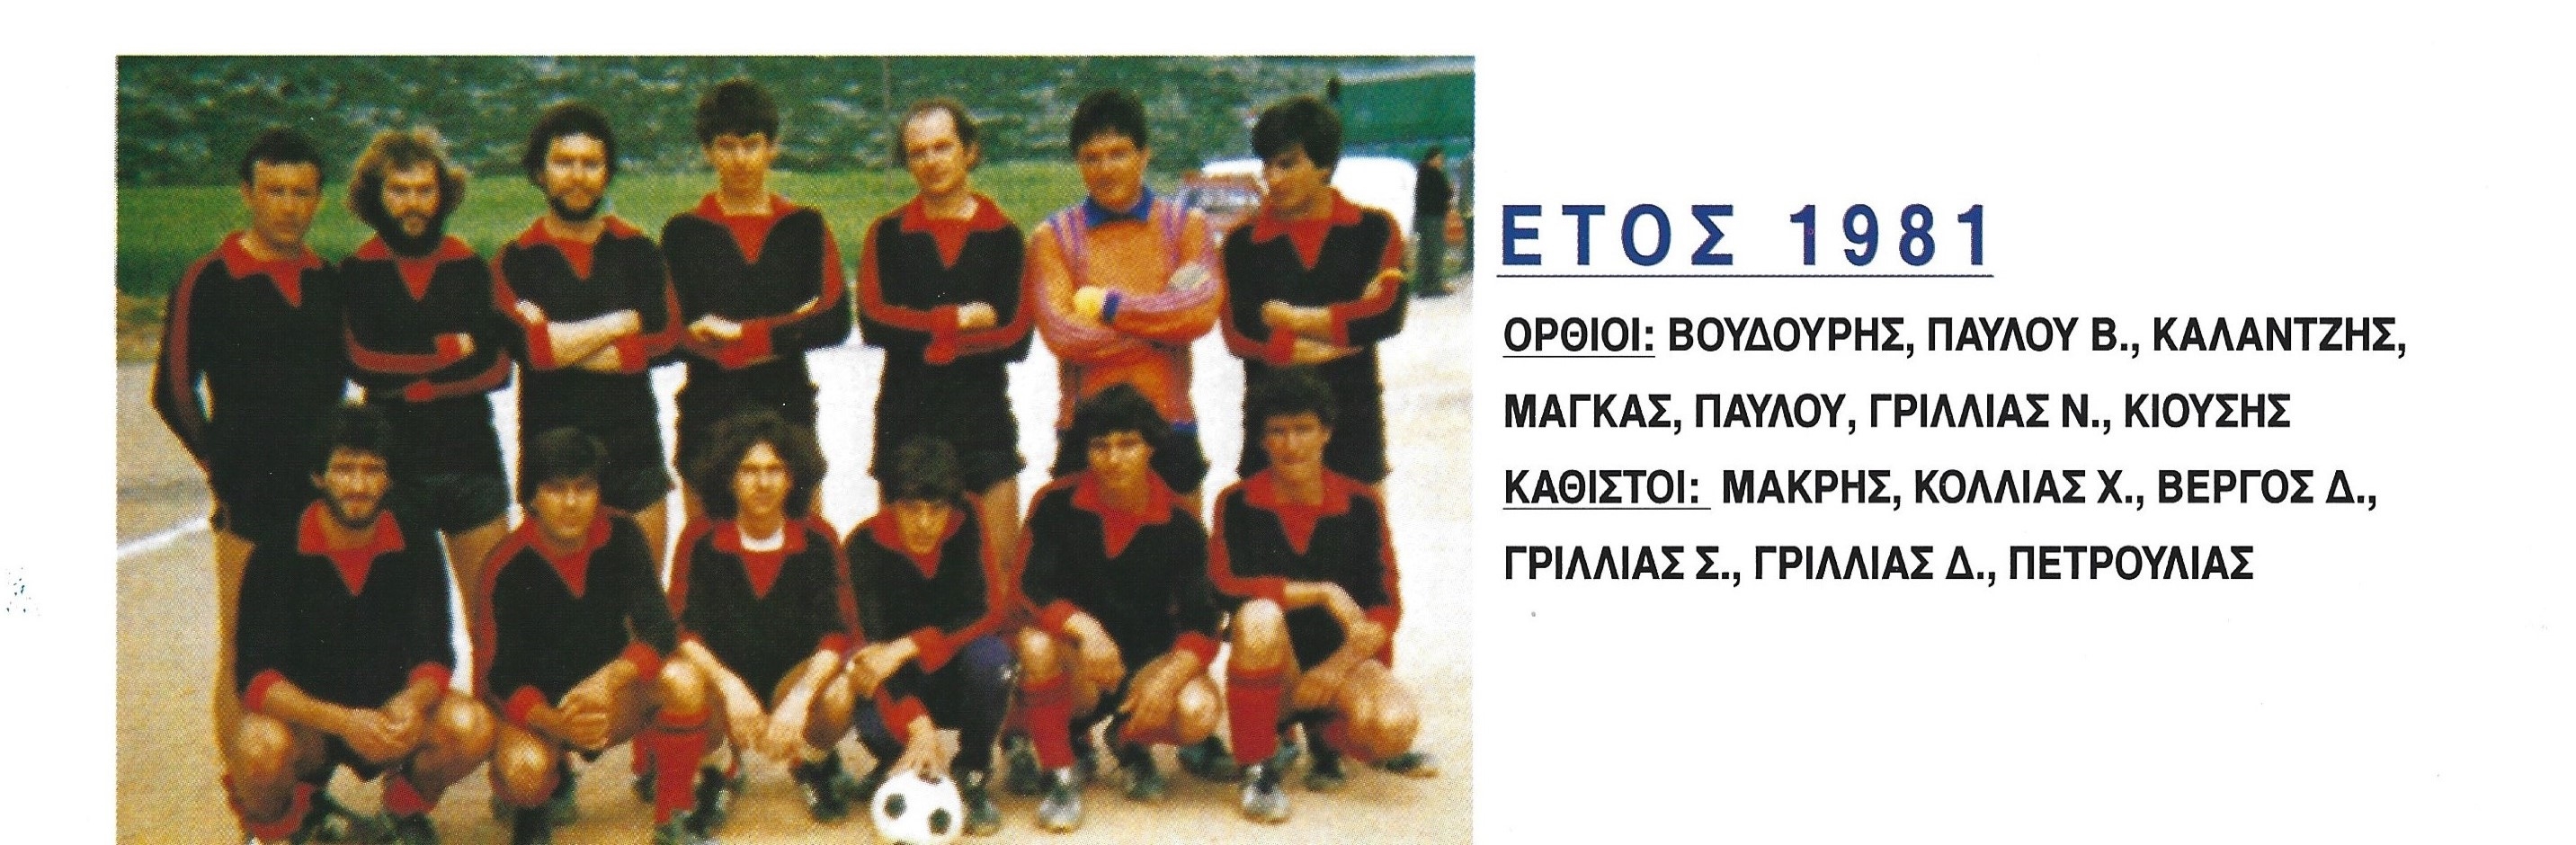 ΕΤΟΣ 1981
ΟΡΘΙΟΙ: ΒΟΥΔΟΥΡΗΣ, ΠΑΥΛΟΥ Β., ΚΑΛΑΝΤΖΗΣ,
ΜΑΓΚΑΣ, ΠΑΥΛΟΥ, ΓΡΙΛΛΙΑΣ Ν., ΚΙΟΥΣΗΣ
ΚΑΘΙΣΤΟΙ: ΜΑΚΡΗΣ, ΚΟΛΛΙΑΣ Χ., ΒΕΡΓΟΣ Δ.,
ΓΡΙΛΛΙΑΣ Σ., ΓΡΙΛΛΙΑΣ Δ., ΠΕΤΡΟΥΛΙΑΣ